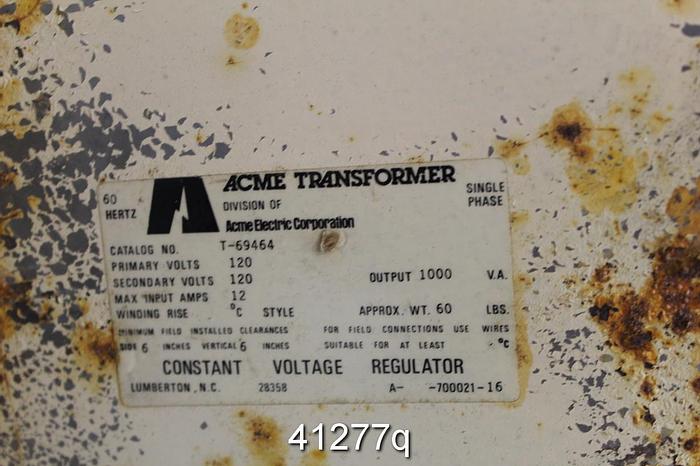 60 HERTZ
ACME TRANSFORMER
DIVISION OF
Acme Electric Corporation
SINGLE PHASE
CATALOG NO. T-69464
PRIMARY VOLTS 120
SECONDARY VOLTS 120 OUTPUT 1000 V.A.
MAX INPUT AMPS 12
WINDING RISE °C STYLE APPROX. WT. 60 LBS.
MINIMUM FIELD INSTALLED CLEARANCES FOR FIELD CONNECTIONS USE WIRES
SIDE 6 INCHES VERTICAL 6 INCHES SUITABLE FOR AT LEAST °C
CONSTANT VOLTAGE REGULATOR
LUMBERTON, N.C. 28358 A- -700021-16
41277q